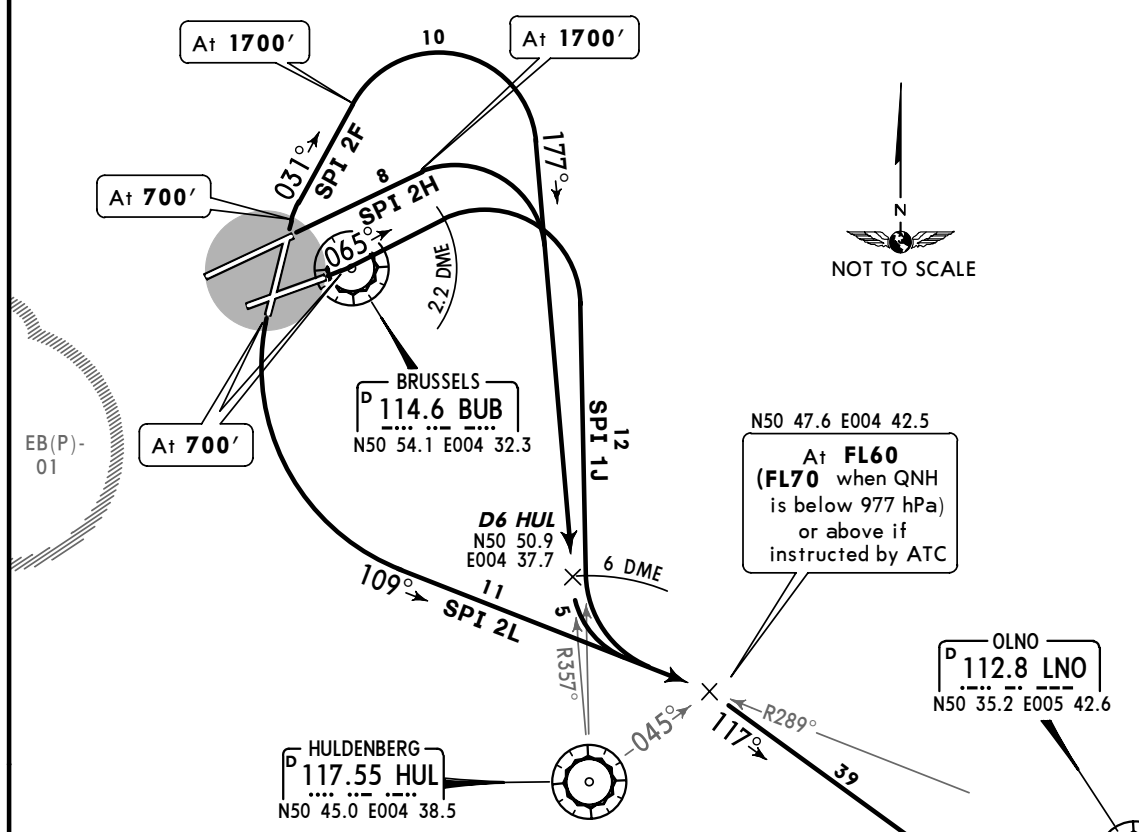 At 1700′
10
At 1700′
031°
SPI 2F
177°
At 700′
8
SPI 2H
065°
2.2 DME
N
NOT TO SCALE
BRUSSELS
D 114.6 BUB
N50 54.1 E004 32.3
EB(P)-
01
At 700′
12
SPI 1J
N50 47.6 E004 42.5
At FL60
(FL70 when QNH
is below 977 hPa)
or above if
instructed by ATC
D6 HUL
N50 50.9
E004 37.7
6 DME
109°
11
SPI 2L
5
R357°
OLNO
D 112.8 LNO
N50 35.2 E005 42.6
045°
117°
R289°
39
HULDENBERG
D 117.55 HUL
N50 45.0 E004 38.5